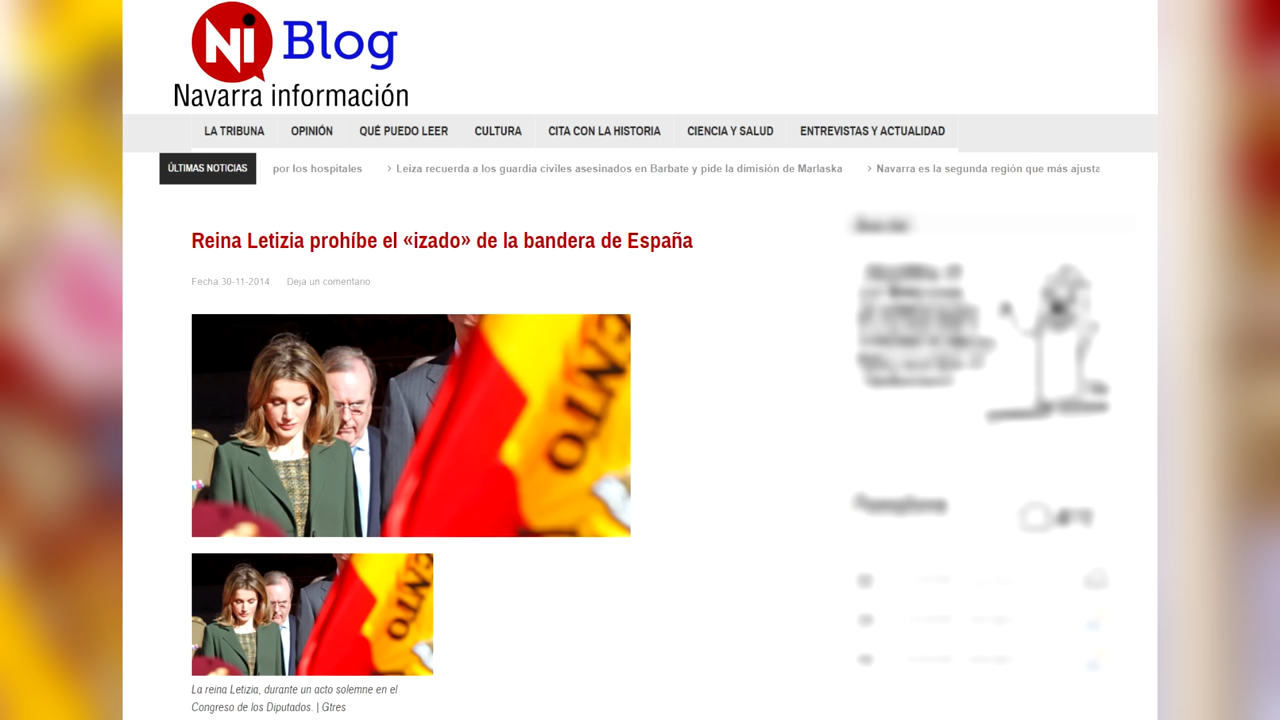 Ni Blog
Navarra información
LA TRIBUNA OPINIÓN QUÉ PUEDO LEER CULTURA CITA CON LA HISTORIA CIENCIA Y SALUD ENTREVISTAS Y ACTUALIDAD
ÚLTIMAS NOTICIAS por los hospitales > Leiza recuerda a los guardia civiles asesinados en Barbate y pide la dimisión de Marlaska > Navarra es la segunda región que más ajusta
Reina Letizia prohíbe el «izado» de la bandera de España
Fecha 30-11-2014 Deja un comentario
ENTO
ENTO
La reina Letizia, durante un acto solemne en el
Congreso de los Diputados. | Gtres